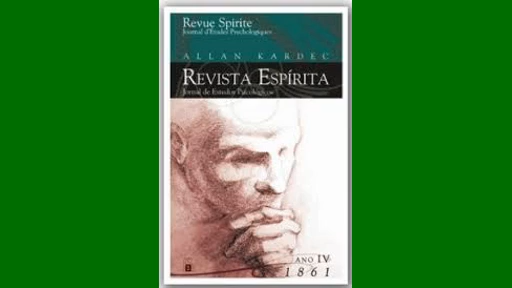 Revue Spirite
Journal d'Études Psychologiques
ALLAN KARDEC
REVISTA ESPÍRITA
Jornal de Estudos Psicológicos
ANO IV
1861